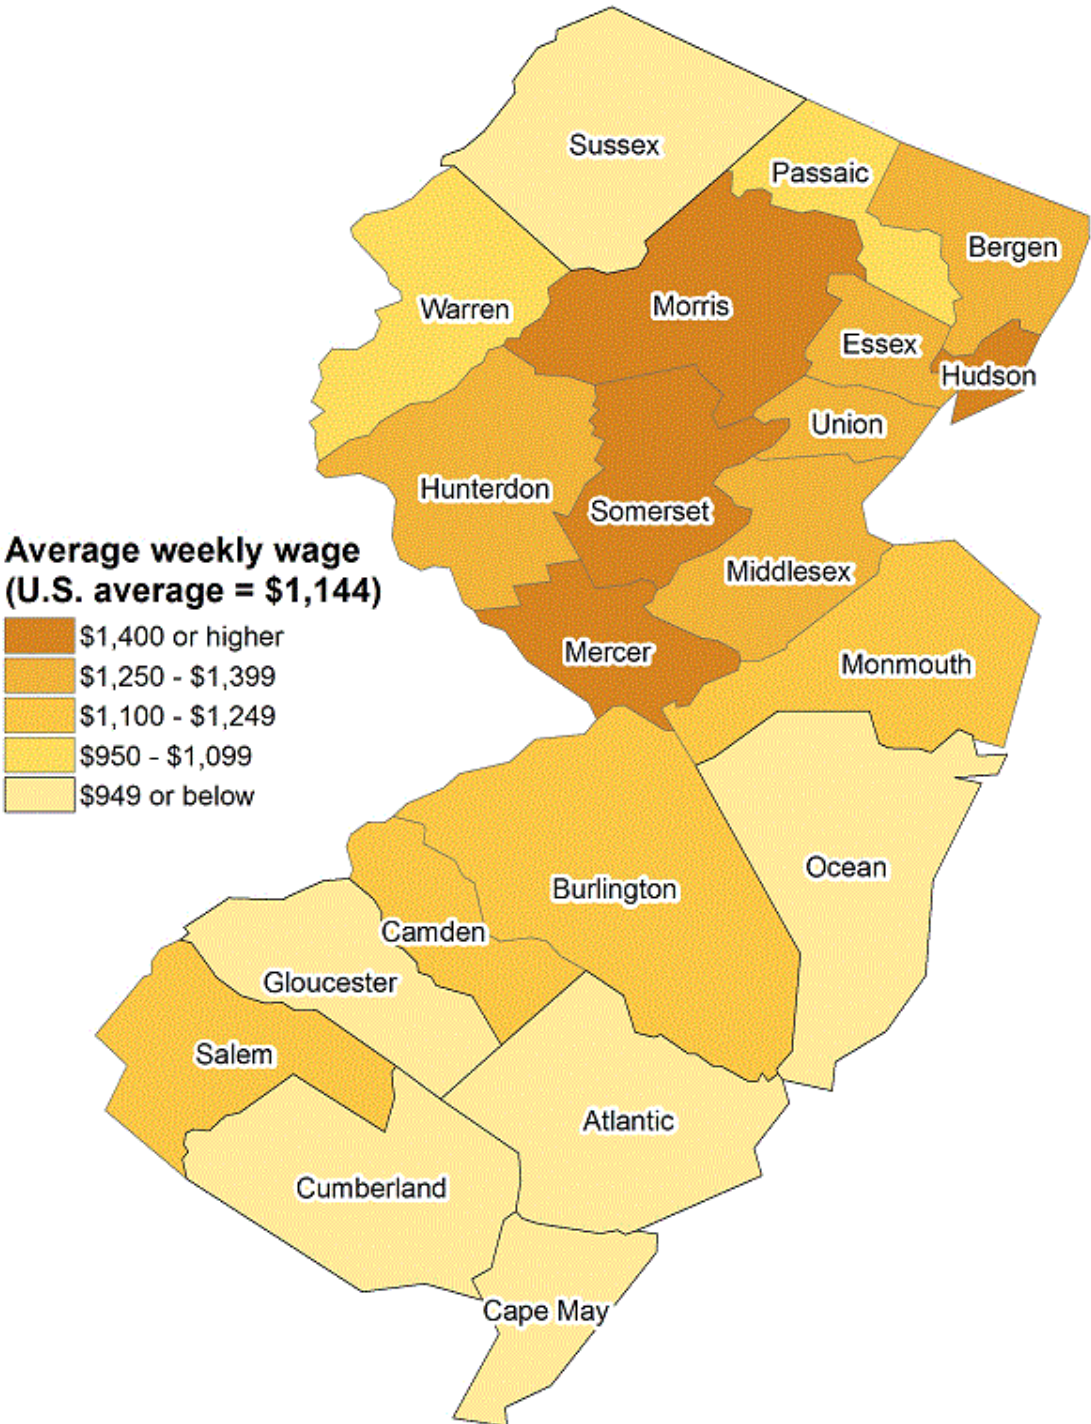 Sussex
Passaic
Bergen
Warren
Morris
Essex
Hudson
Union
Hunterdon
Somerset
Average weekly wage
(U.S. average = $1,144)
$1,400 or higher
$1,250 - $1,399
$1,100 - $1,249
$950 - $1,099
$949 or below
Middlesex
Mercer
Monmouth
Ocean
Burlington
Camden
Gloucester
Salem
Atlantic
Cumberland
Cape May